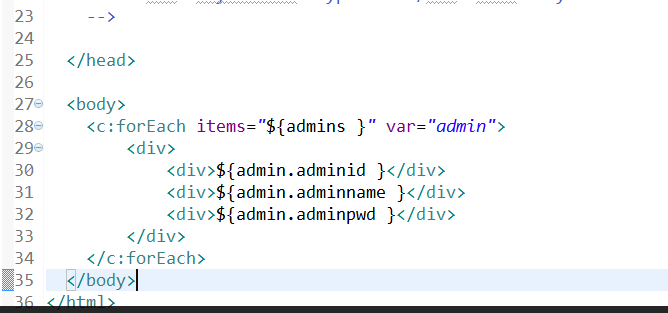 23 -->
24
25 </head>
26
27 <body>
28 <c:forEach items="${admins }" var="admin">
29 <div>
30 <div>${admin.adminid }</div>
31 <div>${admin.adminname }</div>
32 <div>${admin.adminpwd }</div>
33 </div>
34 </c:forEach>
35 </body>
36 </html>